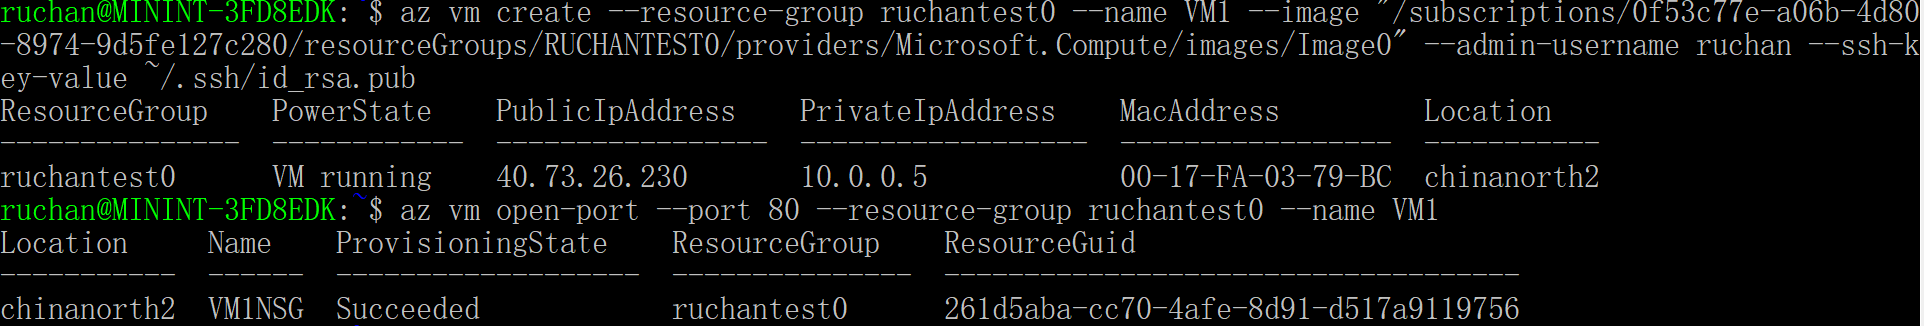 ruchan@MININT-3FD8EDK:~$ az vm create --resource-group ruchantest0 --name VM1 --image "/subscriptions/0f53c77e-a06b-4d80
-8974-9d5fe127c280/resourceGroups/RUCHANTEST0/providers/Microsoft.Compute/images/Image0" --admin-username ruchan --ssh-k
ey-value ~/.ssh/id_rsa.pub
ResourceGroup    PowerState    PublicIpAddress    PrivateIpAddress    MacAddress         Location
---------------  ------------  -----------------  ------------------  -----------------  -----------
ruchantest0      VM running    40.73.26.230       10.0.0.5            00-17-FA-03-79-BC  chinanorth2
ruchan@MININT-3FD8EDK:~$ az vm open-port --port 80 --resource-group ruchantest0 --name VM1
Location     Name    ProvisioningState    ResourceGroup    ResourceGuid
-----------  ------  -------------------  ---------------  ------------------------------------
chinanorth2  VM1NSG  Succeeded            ruchantest0      261d5aba-cc70-4afe-8d91-d517a9119756